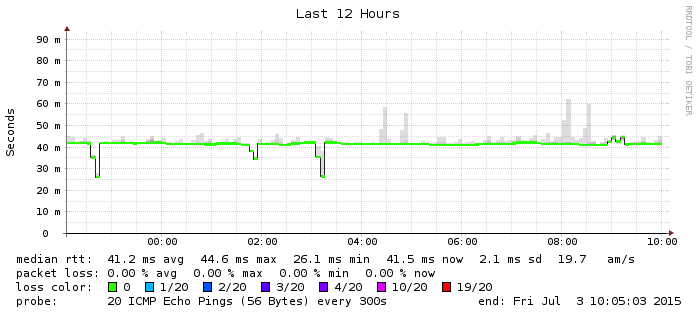 Last 12 Hours
RRDTOOL / TOBI OETIKER
Seconds
90 m
80 m
70 m
60 m
50 m
40 m
30 m
20 m
10 m
0
00:00 02:00 04:00 06:00 08:00 10:00
median rtt: 41.2 ms avg 44.6 ms max 26.1 ms min 41.5 ms now 2.1 ms sd 19.7 am/s
packet loss: 0.00 % avg 0.00 % max 0.00 % min 0.00 % now
loss color: 0 1/20 2/20 3/20 4/20 10/20 19/20
probe: 20 ICMP Echo Pings (56 Bytes) every 300s end: Fri Jul 3 10:05:03 2015